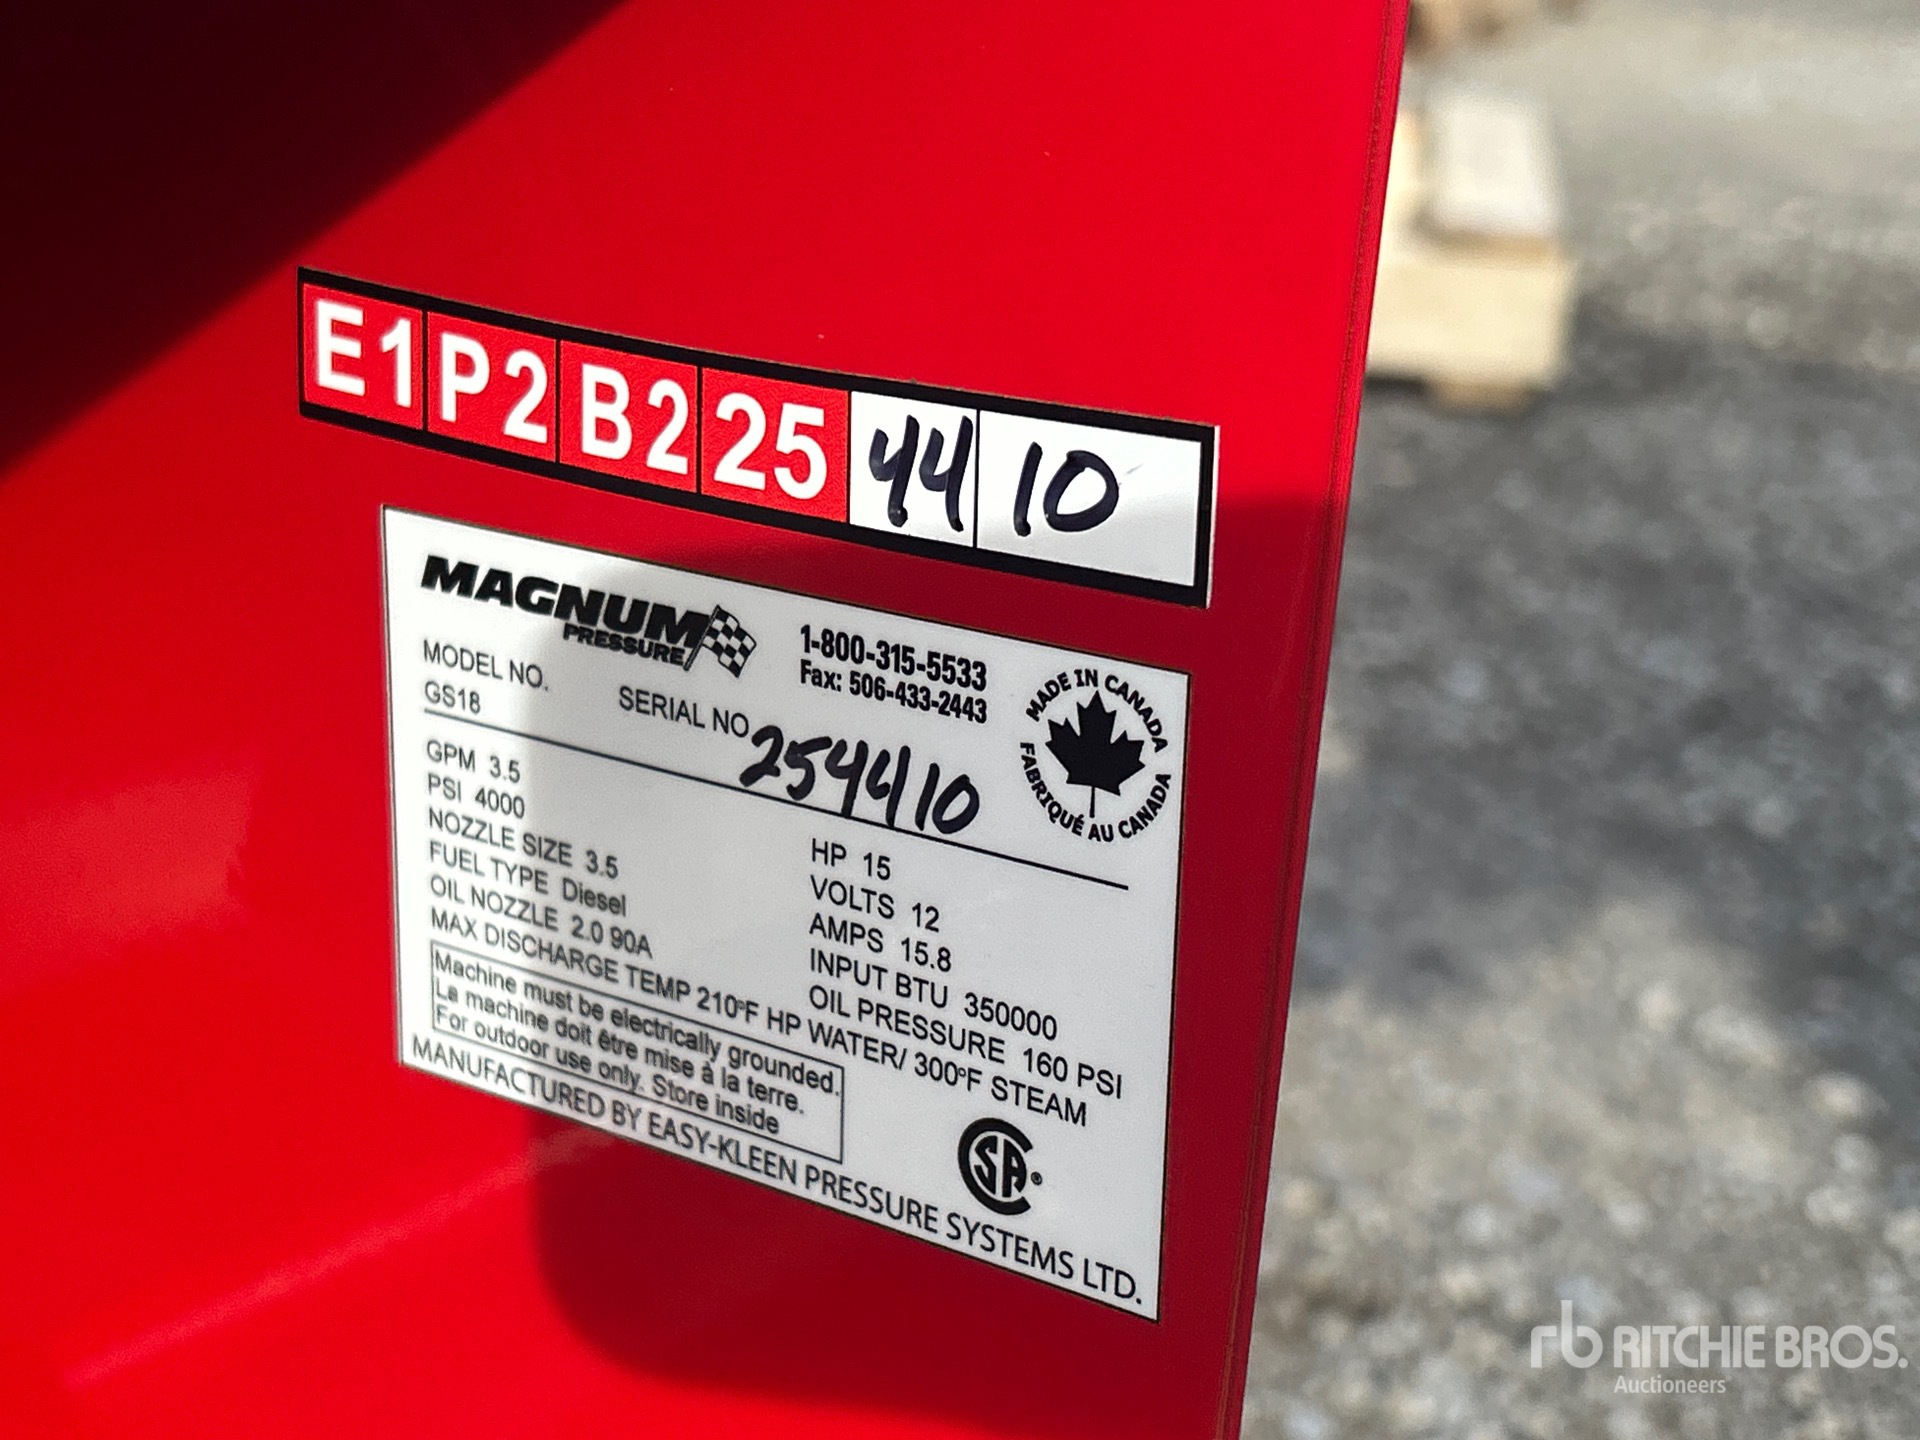 E1 P2 B2 25 44 10
MAGNUM
PRESSURE
1-800-315-5533
Fax: 506-433-2443
MADE IN CANADA
FABRIQUÉ AU CANADA
MODEL NO.
GS18
SERIAL NO 254410
GPM 3.5
PSI 4000
NOZZLE SIZE 3.5
FUEL TYPE Diesel
OIL NOZZLE 2.0 90A
HP 15
VOLTS 12
AMPS 15.8
INPUT BTU 350000
OIL PRESSURE 160 PSI
MAX DISCHARGE TEMP 210°F HP WATER/ 300°F STEAM
Machine must be electrically grounded.
La machine doit être mise à la terre.
For outdoor use only. Store inside
CSA®
MANUFACTURED BY EASY-KLEEN PRESSURE SYSTEMS LTD.
rb RITCHIE BROS.
Auctioneers